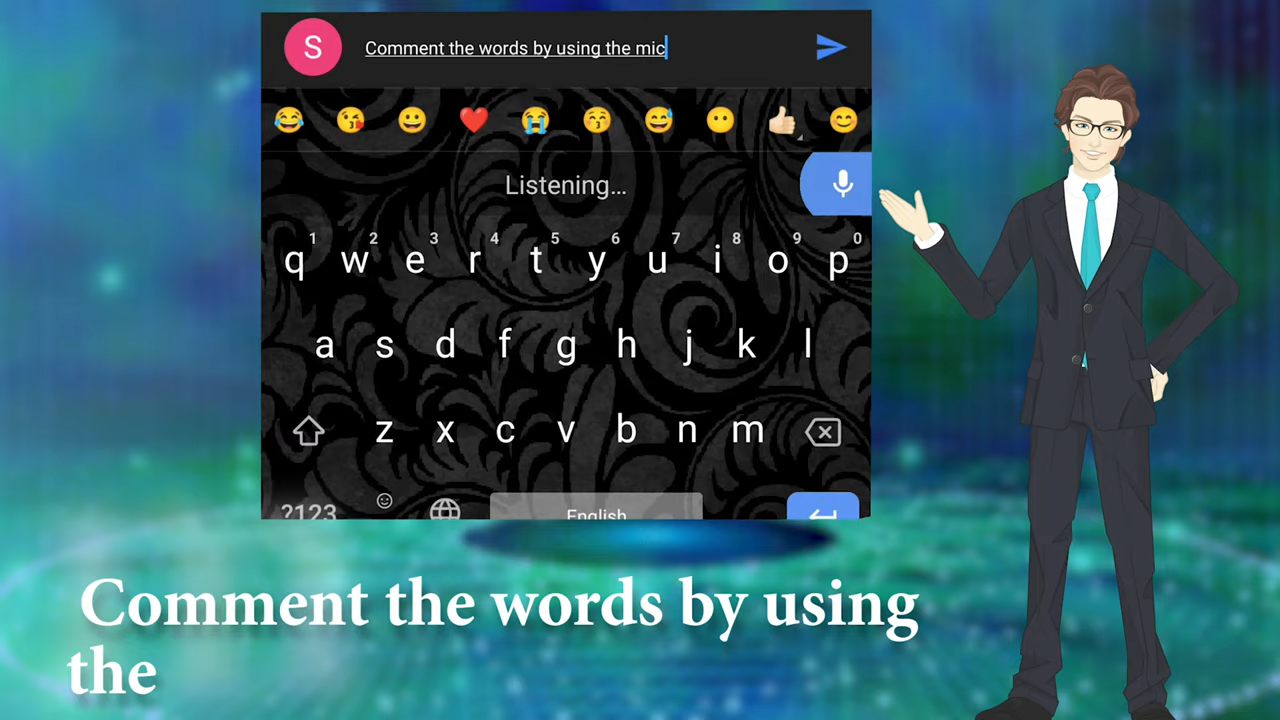 S Comment the words by using the mic
Listening...
1 2 3 4 5 6 7 8 9 0
q w e r t y u i o p
a s d f g h j k l
z x c v b n m
?123 English
Comment the words by using
the